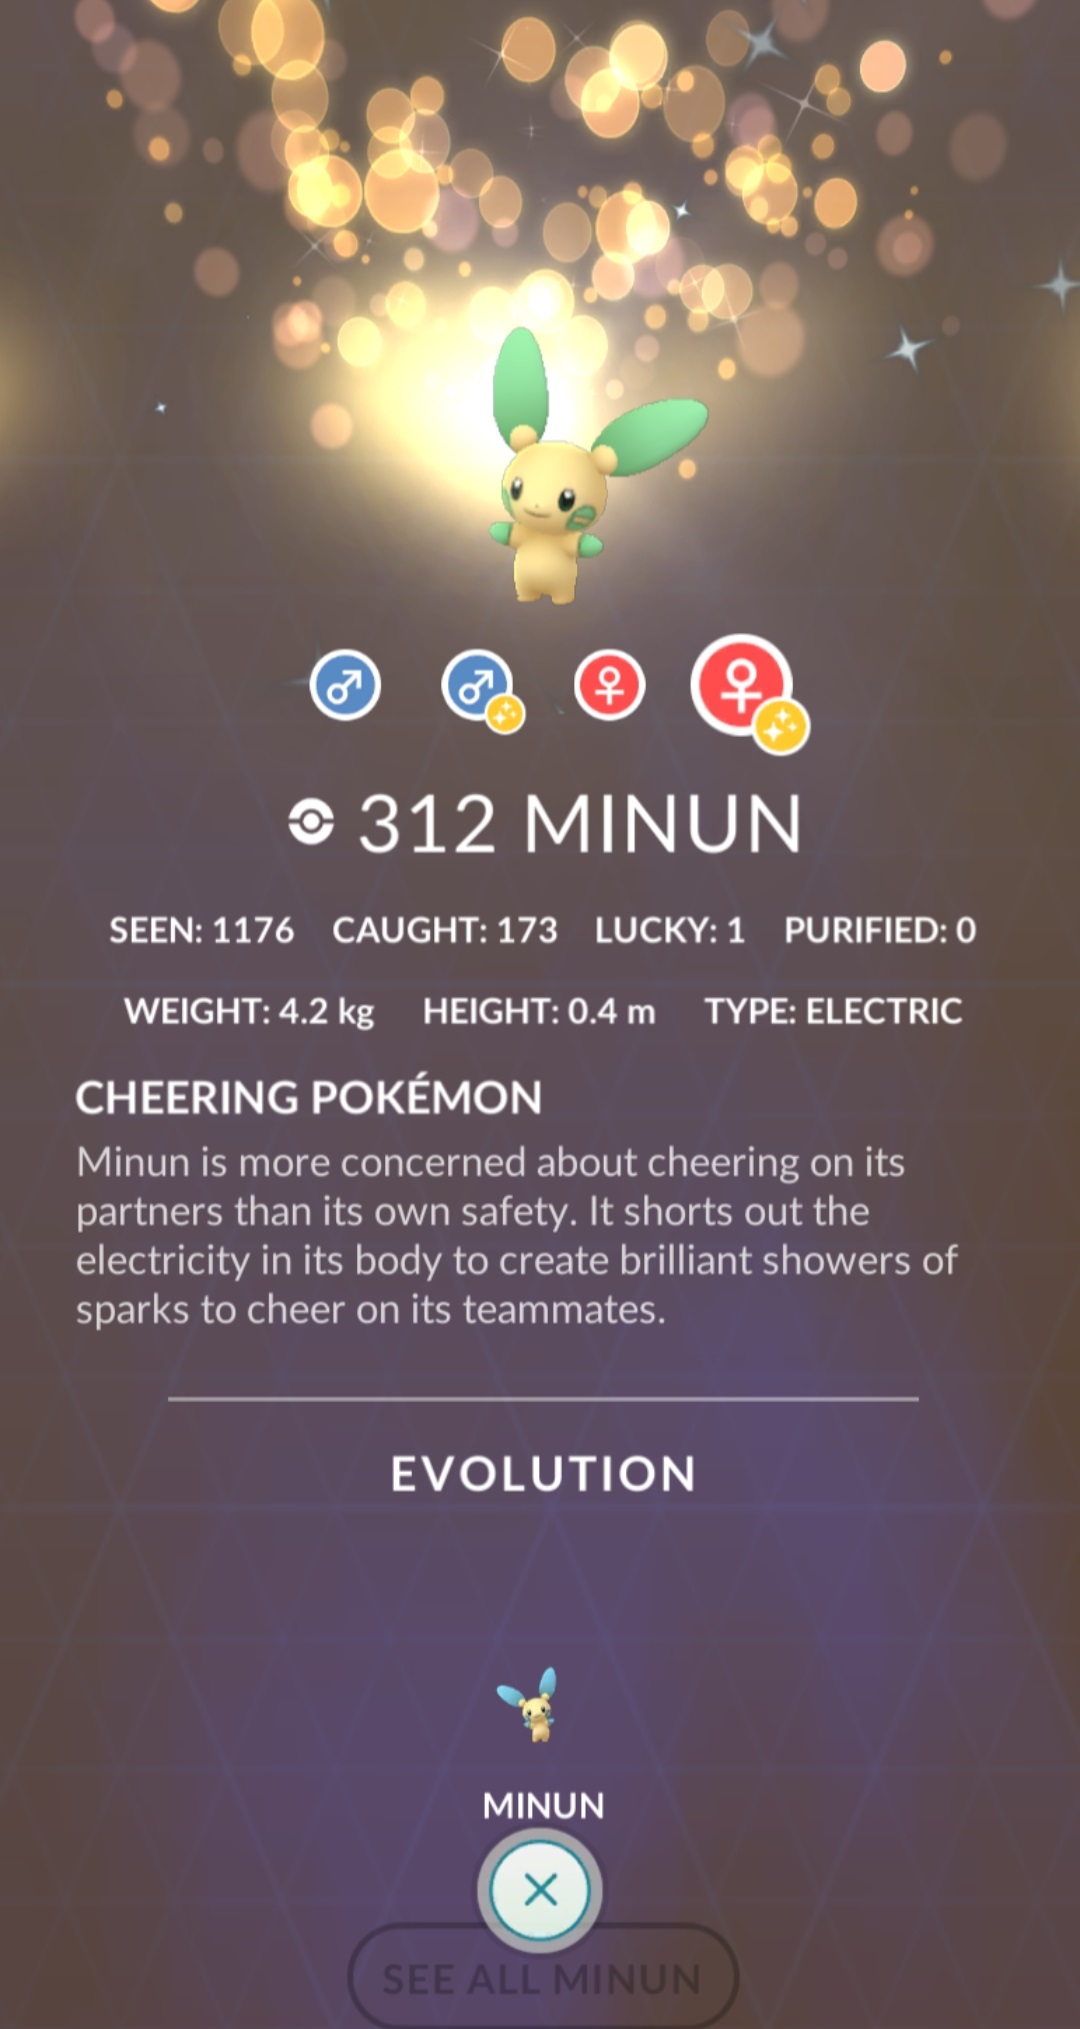 312 MINUN
SEEN: 1176 CAUGHT: 173 LUCKY: 1 PURIFIED: 0
WEIGHT: 4.2 kg HEIGHT: 0.4 m TYPE: ELECTRIC
CHEERING POKÉMON
Minun is more concerned about cheering on its
partners than its own safety. It shorts out the
electricity in its body to create brilliant showers of
sparks to cheer on its teammates.
EVOLUTION
MINUN
SEE ALL MINUN